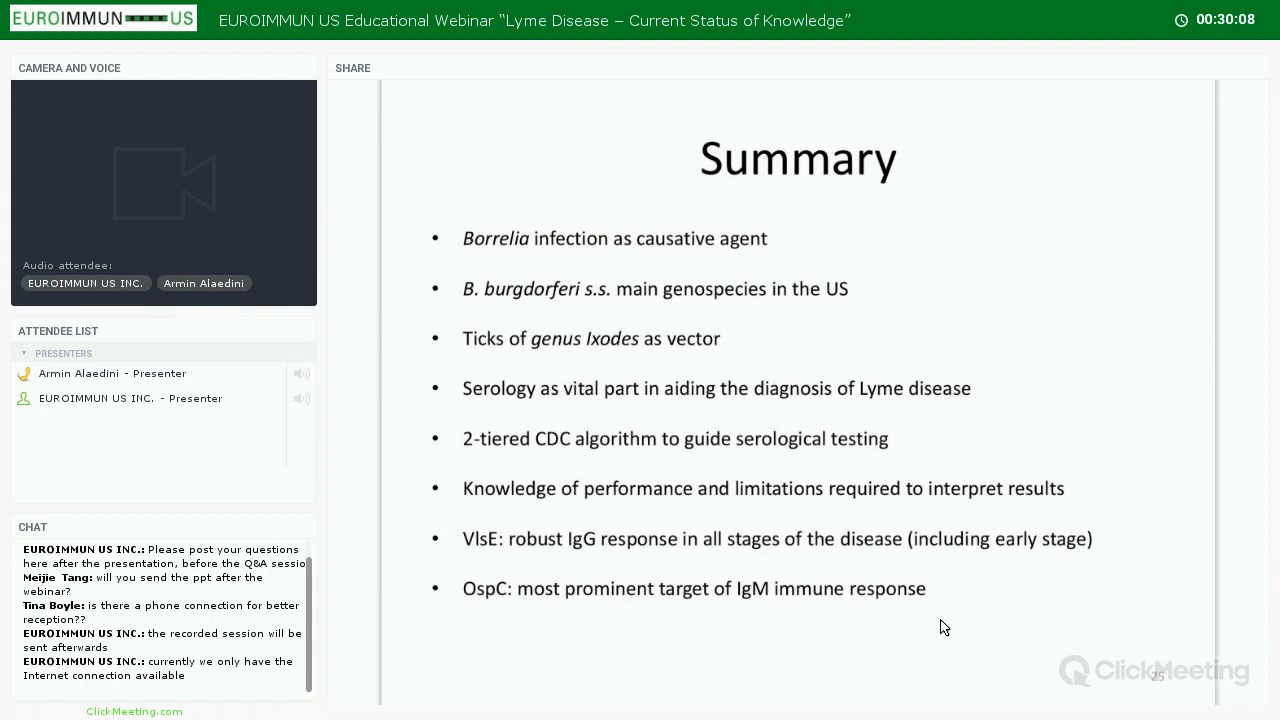 EUROIMMUN US
EUROIMMUN US Educational Webinar “Lyme Disease – Current Status of Knowledge”
00:30:08
CAMERA AND VOICE
Audio attendee:
EUROIMMUN US INC. Armin Alaedini
ATTENDEE LIST
PRESENTERS
Armin Alaedini - Presenter
EUROIMMUN US INC. - Presenter
CHAT
EUROIMMUN US INC.: Please post your questions
here after the presentation, before the Q&A sessio
Meijie Tang: will you send the ppt after the
webinar?
Tina Boyle: is there a phone connection for better
reception??
EUROIMMUN US INC.: the recorded session will be
sent afterwards
EUROIMMUN US INC.: currently we only have the
Internet connection available
ClickMeeting.com
SHARE
Summary
• Borrelia infection as causative agent
• B. burgdorferi s.s. main genospecies in the US
• Ticks of genus Ixodes as vector
• Serology as vital part in aiding the diagnosis of Lyme disease
• 2-tiered CDC algorithm to guide serological testing
• Knowledge of performance and limitations required to interpret results
• VlsE: robust IgG response in all stages of the disease (including early stage)
• OspC: most prominent target of IgM immune response
ClickMeeting
25